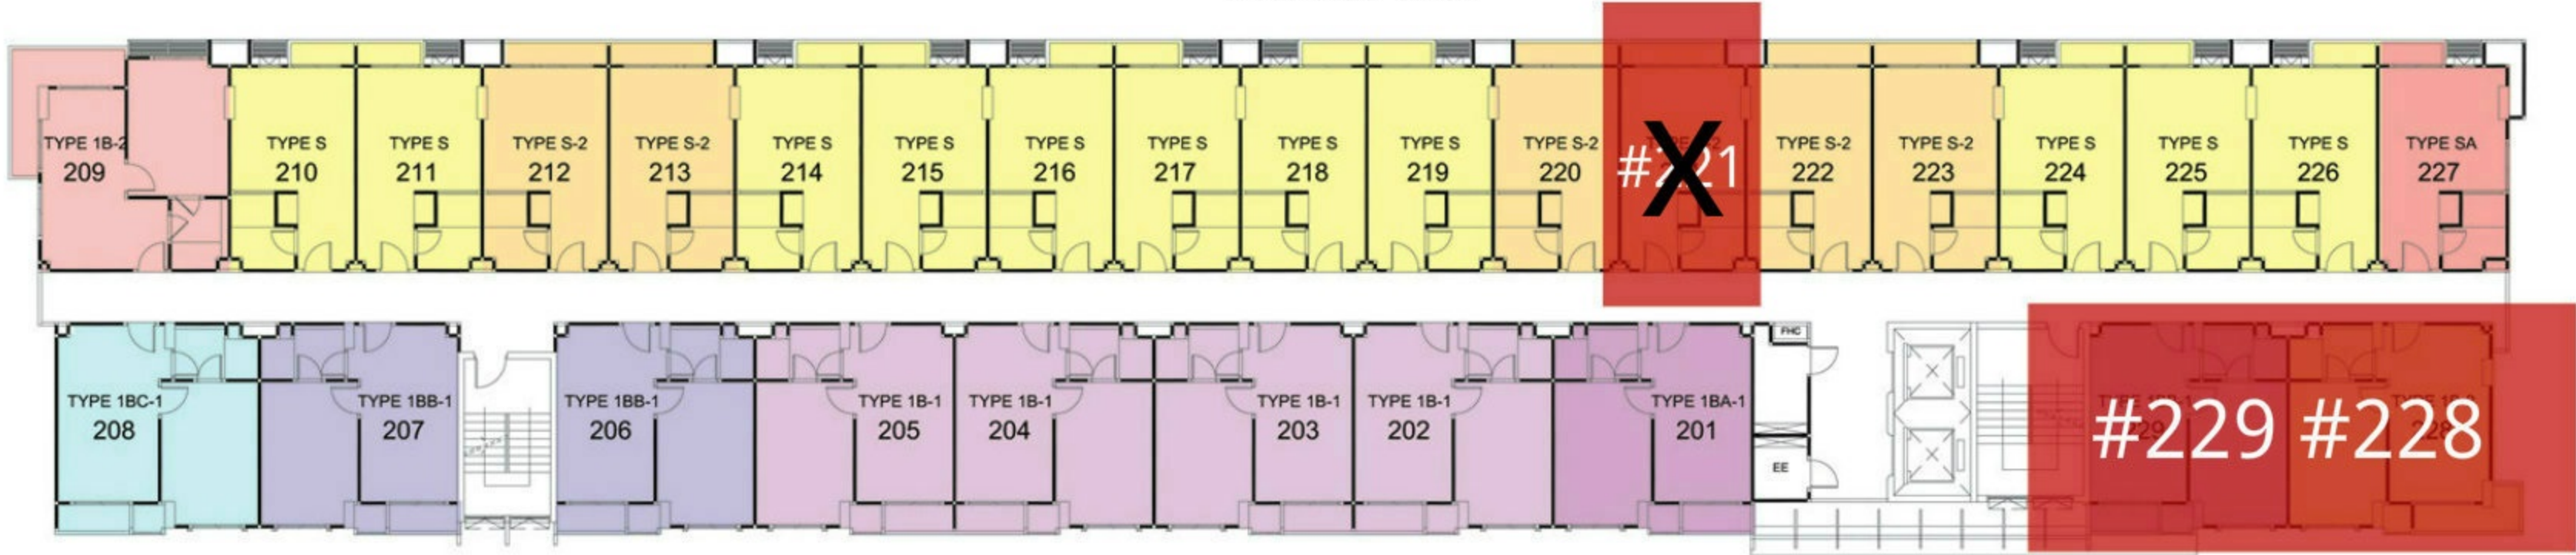 TYPE 1B-2
209
TYPE S
210
TYPE S
211
TYPE S-2
212
TYPE S-2
213
TYPE S
214
TYPE S
215
TYPE S
216
TYPE S
217
TYPE S
218
TYPE S
219
TYPE S-2
220
#221
X
TYPE S-2
222
TYPE S-2
223
TYPE S
224
TYPE S
225
TYPE S
226
TYPE SA
227
TYPE 1BC-1
208
TYPE 1BB-1
207
TYPE 1BB-1
206
TYPE 1B-1
205
TYPE 1B-1
204
TYPE 1B-1
203
TYPE 1B-1
202
TYPE 1BA-1
201
FHC
EE
#229
#228